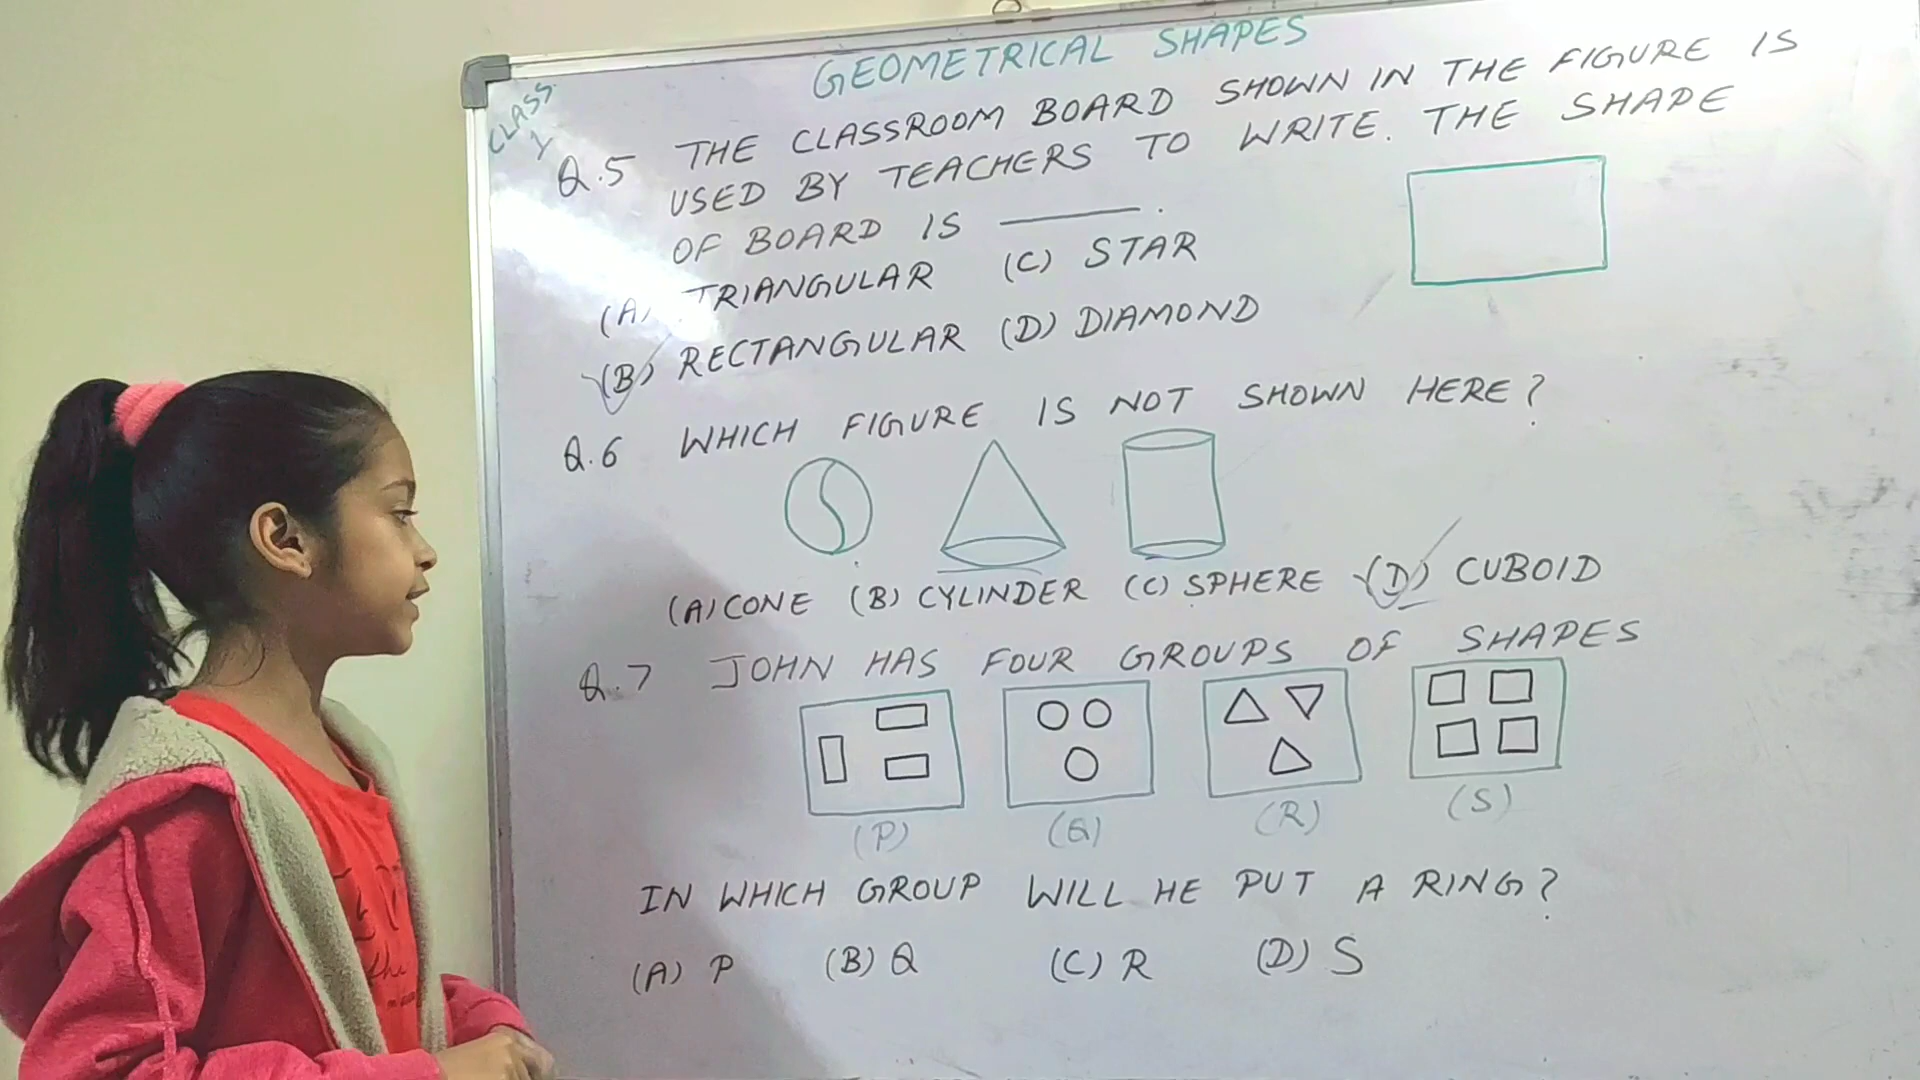 GEOMETRICAL SHAPES
CLASS
1
Q.5 THE CLASSROOM BOARD SHOWN IN THE FIGURE IS
USED BY TEACHERS TO WRITE. THE SHAPE
OF BOARD IS ______.
(A) TRIANGULAR (C) STAR
(B) RECTANGULAR (D) DIAMOND
Q.6 WHICH FIGURE IS NOT SHOWN HERE?
(A) CONE (B) CYLINDER (C) SPHERE (D) CUBOID
Q.7 JOHN HAS FOUR GROUPS OF SHAPES
(P) (Q) (R) (S)
IN WHICH GROUP WILL HE PUT A RING?
(A) P (B) Q (C) R (D) S
the